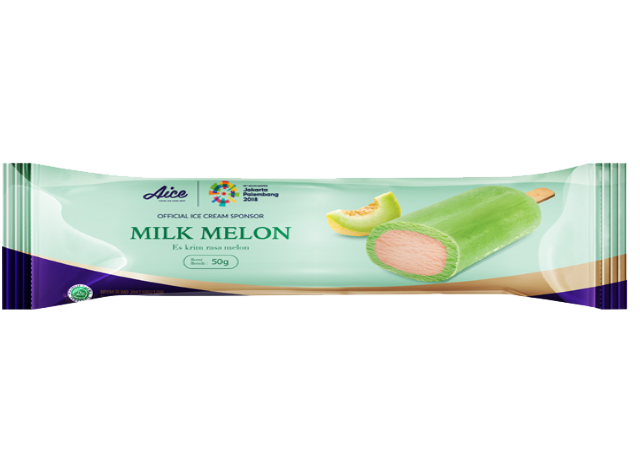 Aice
Jakarta
Palembang
2018
OFFICIAL ICE CREAM SPONSOR
MILK MELON
Es krim rasa melon
50g